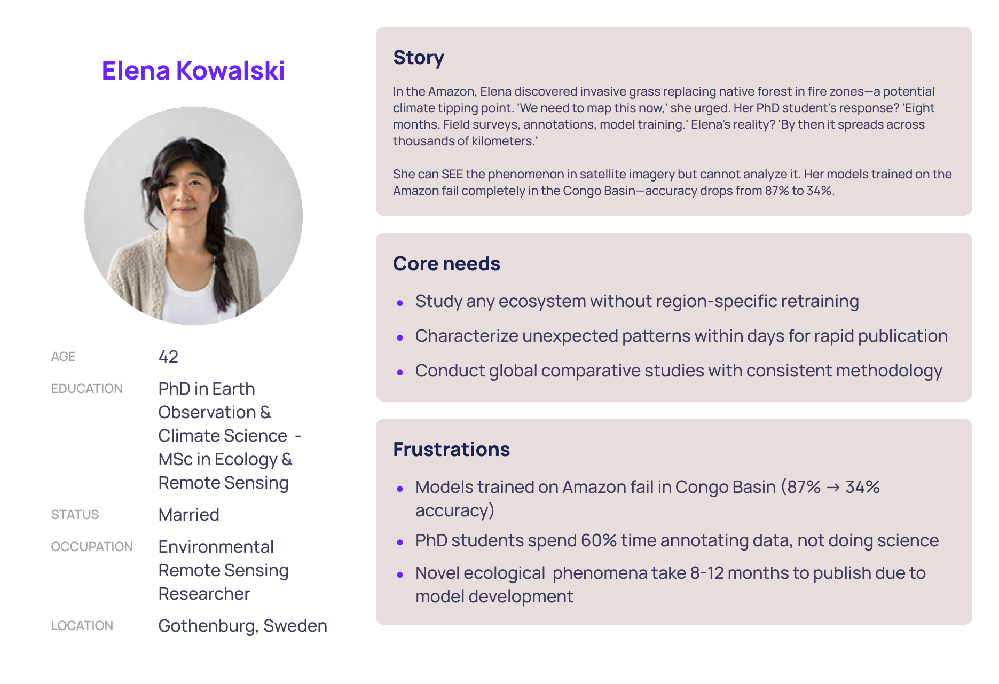 Elena Kowalski
AGE
42
EDUCATION
PhD in Earth
Observation &
Climate Science  -
MSc in Ecology &
Remote Sensing
STATUS
Married
OCCUPATION
Environmental
Remote Sensing
Researcher
LOCATION
Gothenburg, Sweden
Story
In the Amazon, Elena discovered invasive grass replacing native forest in fire zones—a potential
climate tipping point. 'We need to map this now,' she urged. Her PhD student's response? 'Eight
months. Field surveys, annotations, model training.' Elena's reality? 'By then it spreads across
thousands of kilometers.'
She can SEE the phenomenon in satellite imagery but cannot analyze it. Her models trained on the
Amazon fail completely in the Congo Basin—accuracy drops from 87% to 34%.
Core needs
• Study any ecosystem without region-specific retraining
• Characterize unexpected patterns within days for rapid publication
• Conduct global comparative studies with consistent methodology
Frustrations
• Models trained on Amazon fail in Congo Basin (87% → 34%
accuracy)
• PhD students spend 60% time annotating data, not doing science
• Novel ecological  phenomena take 8-12 months to publish due to
model development